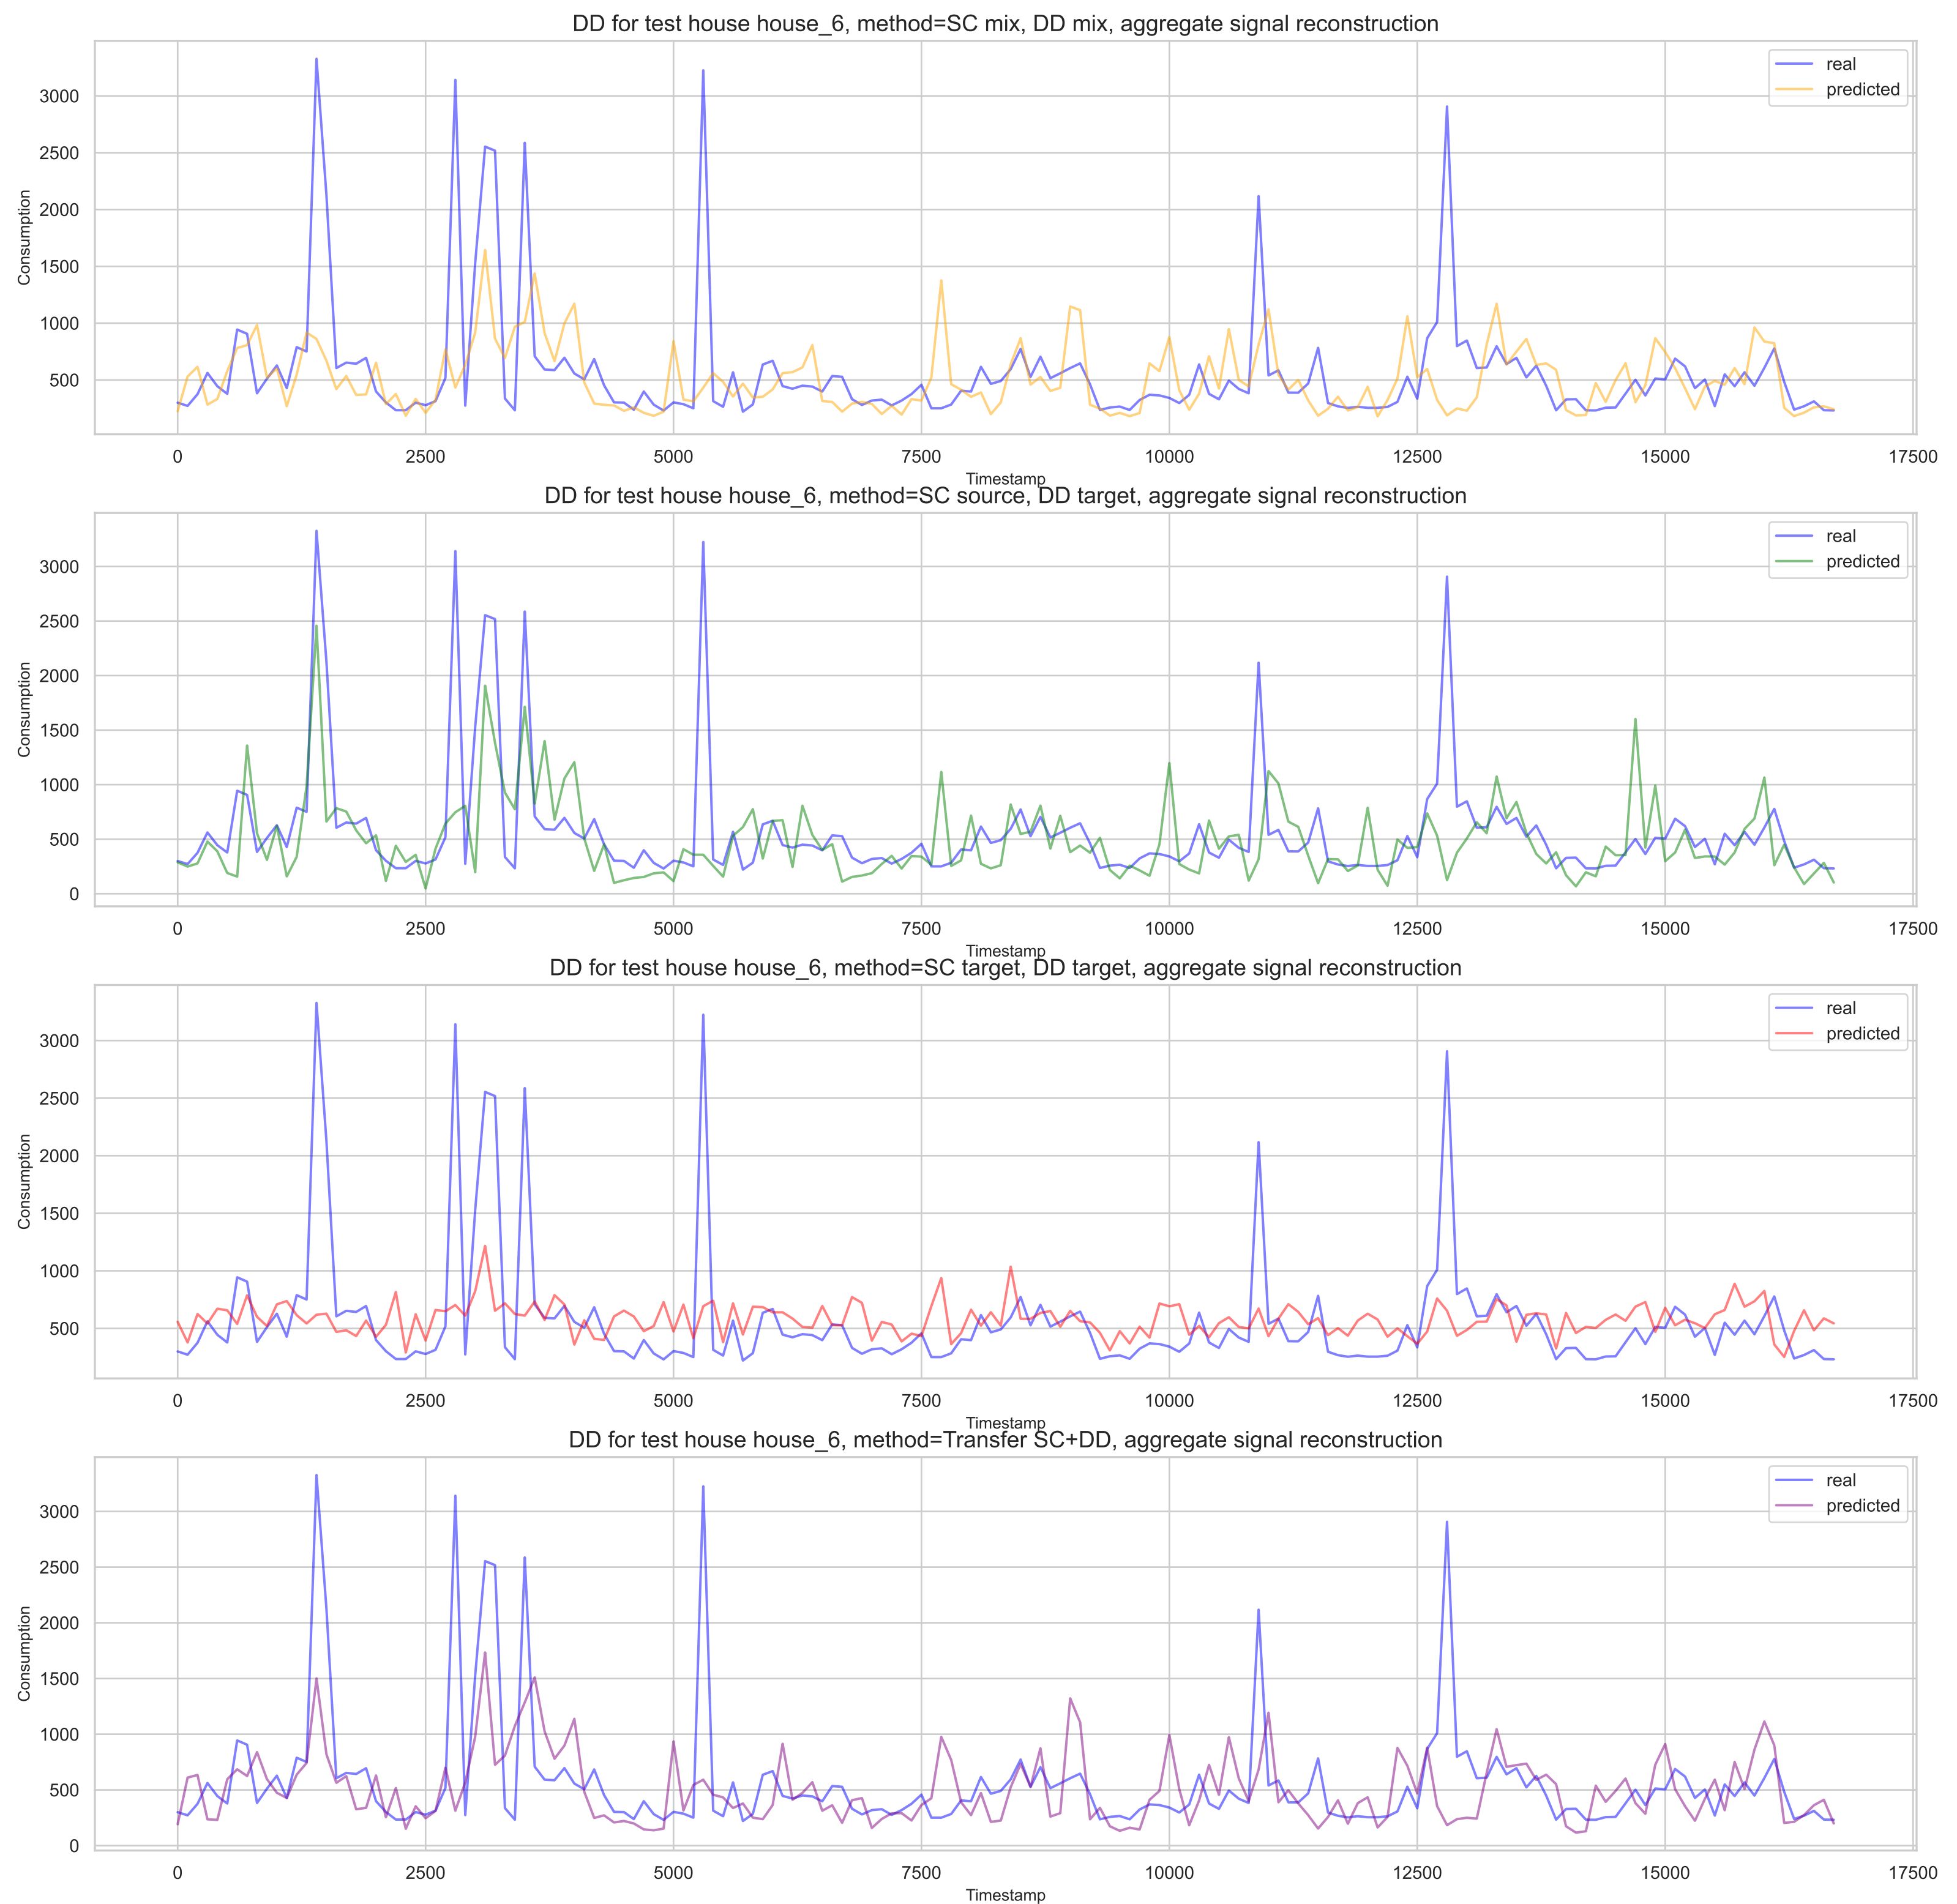 DD for test house house_6, method=SC mix, DD mix, aggregate signal reconstruction
real
predicted
3000
2500
2000
1500
1000
500
Consumption
0 2500 5000 7500 10000 12500 15000 17500
Timestamp
DD for test house house_6, method=SC source, DD target, aggregate signal reconstruction
real
predicted
3000
2500
2000
1500
1000
500
0
Consumption
0 2500 5000 7500 10000 12500 15000 17500
Timestamp
DD for test house house_6, method=SC target, DD target, aggregate signal reconstruction
real
predicted
3000
2500
2000
1500
1000
500
Consumption
0 2500 5000 7500 10000 12500 15000 17500
Timestamp
DD for test house house_6, method=Transfer SC+DD, aggregate signal reconstruction
real
predicted
3000
2500
2000
1500
1000
500
0
Consumption
0 2500 5000 7500 10000 12500 15000 17500
Timestamp